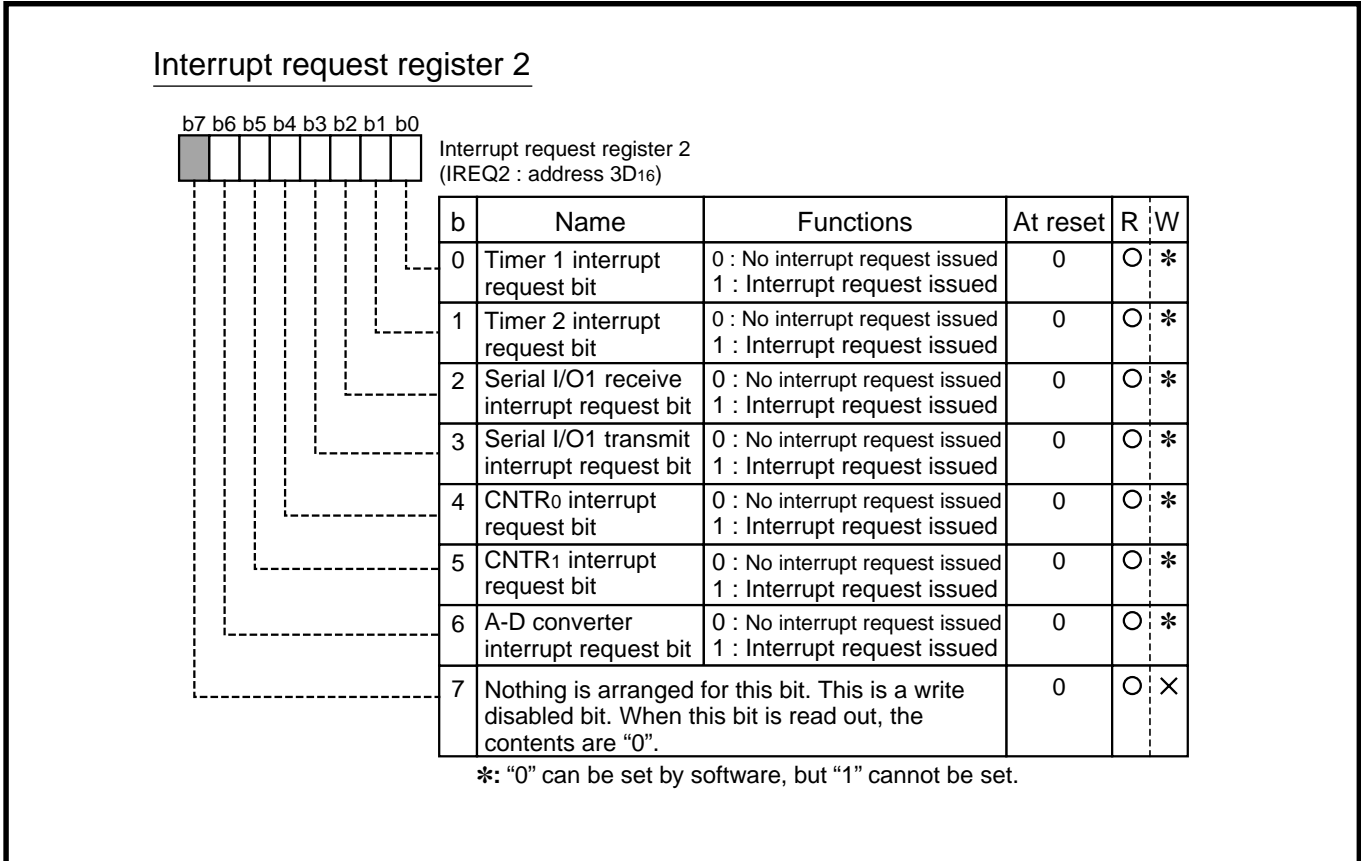 Interrupt request register 2
b7 b6 b5 b4 b3 b2 b1 b0
Interrupt request register 2
(IREQ2 : address 3D16)
b Name Functions At reset R W
0 Timer 1 interrupt request bit 0 : No interrupt request issued 1 : Interrupt request issued 0 O ✻
1 Timer 2 interrupt request bit 0 : No interrupt request issued 1 : Interrupt request issued 0 O ✻
2 Serial I/O1 receive interrupt request bit 0 : No interrupt request issued 1 : Interrupt request issued 0 O ✻
3 Serial I/O1 transmit interrupt request bit 0 : No interrupt request issued 1 : Interrupt request issued 0 O ✻
4 CNTR0 interrupt request bit 0 : No interrupt request issued 1 : Interrupt request issued 0 O ✻
5 CNTR1 interrupt request bit 0 : No interrupt request issued 1 : Interrupt request issued 0 O ✻
6 A-D converter interrupt request bit 0 : No interrupt request issued 1 : Interrupt request issued 0 O ✻
7 Nothing is arranged for this bit. This is a write 0 O ×
disabled bit. When this bit is read out, the
contents are “0”.
✻: “0” can be set by software, but “1” cannot be set.